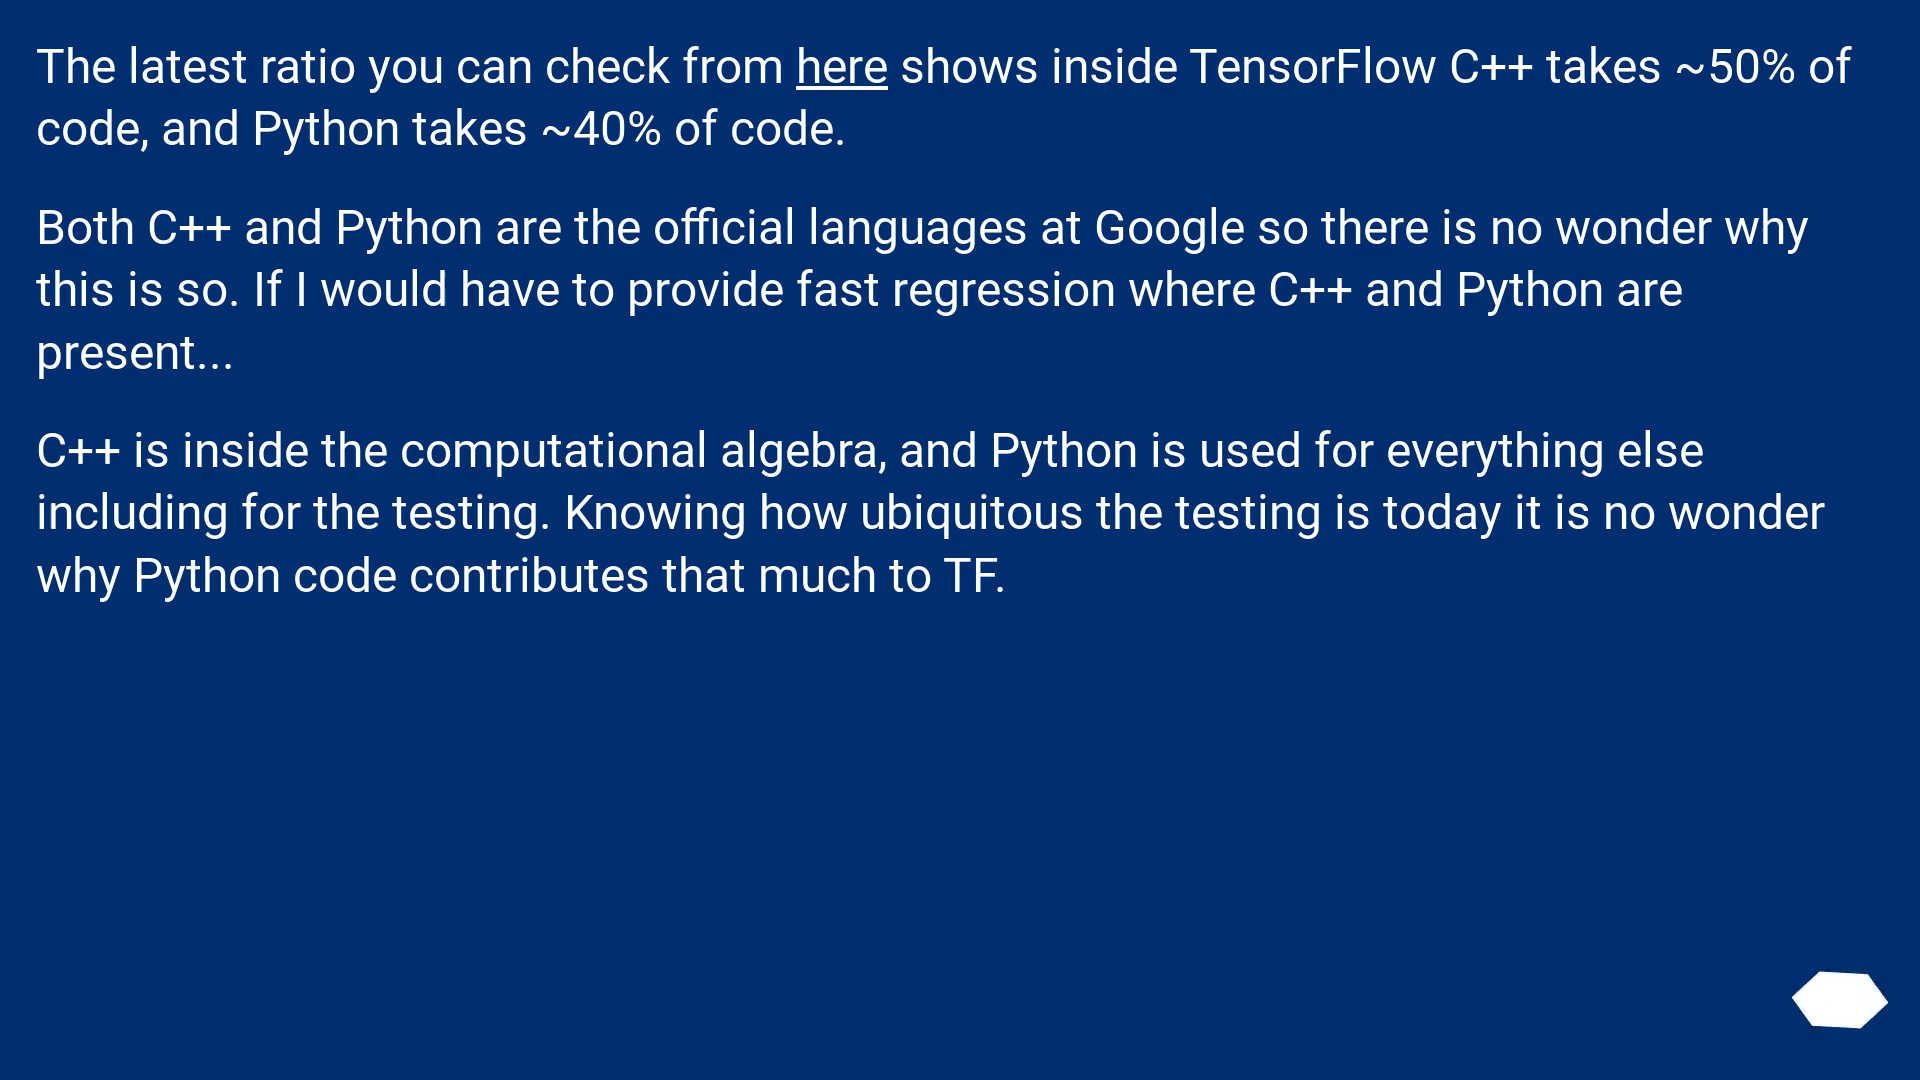 The latest ratio you can check from here shows inside TensorFlow C++ takes ~50% of
code, and Python takes ~40% of code.
Both C++ and Python are the official languages at Google so there is no wonder why
this is so. If I would have to provide fast regression where C++ and Python are
present...
C++ is inside the computational algebra, and Python is used for everything else
including for the testing. Knowing how ubiquitous the testing is today it is no wonder
why Python code contributes that much to TF.